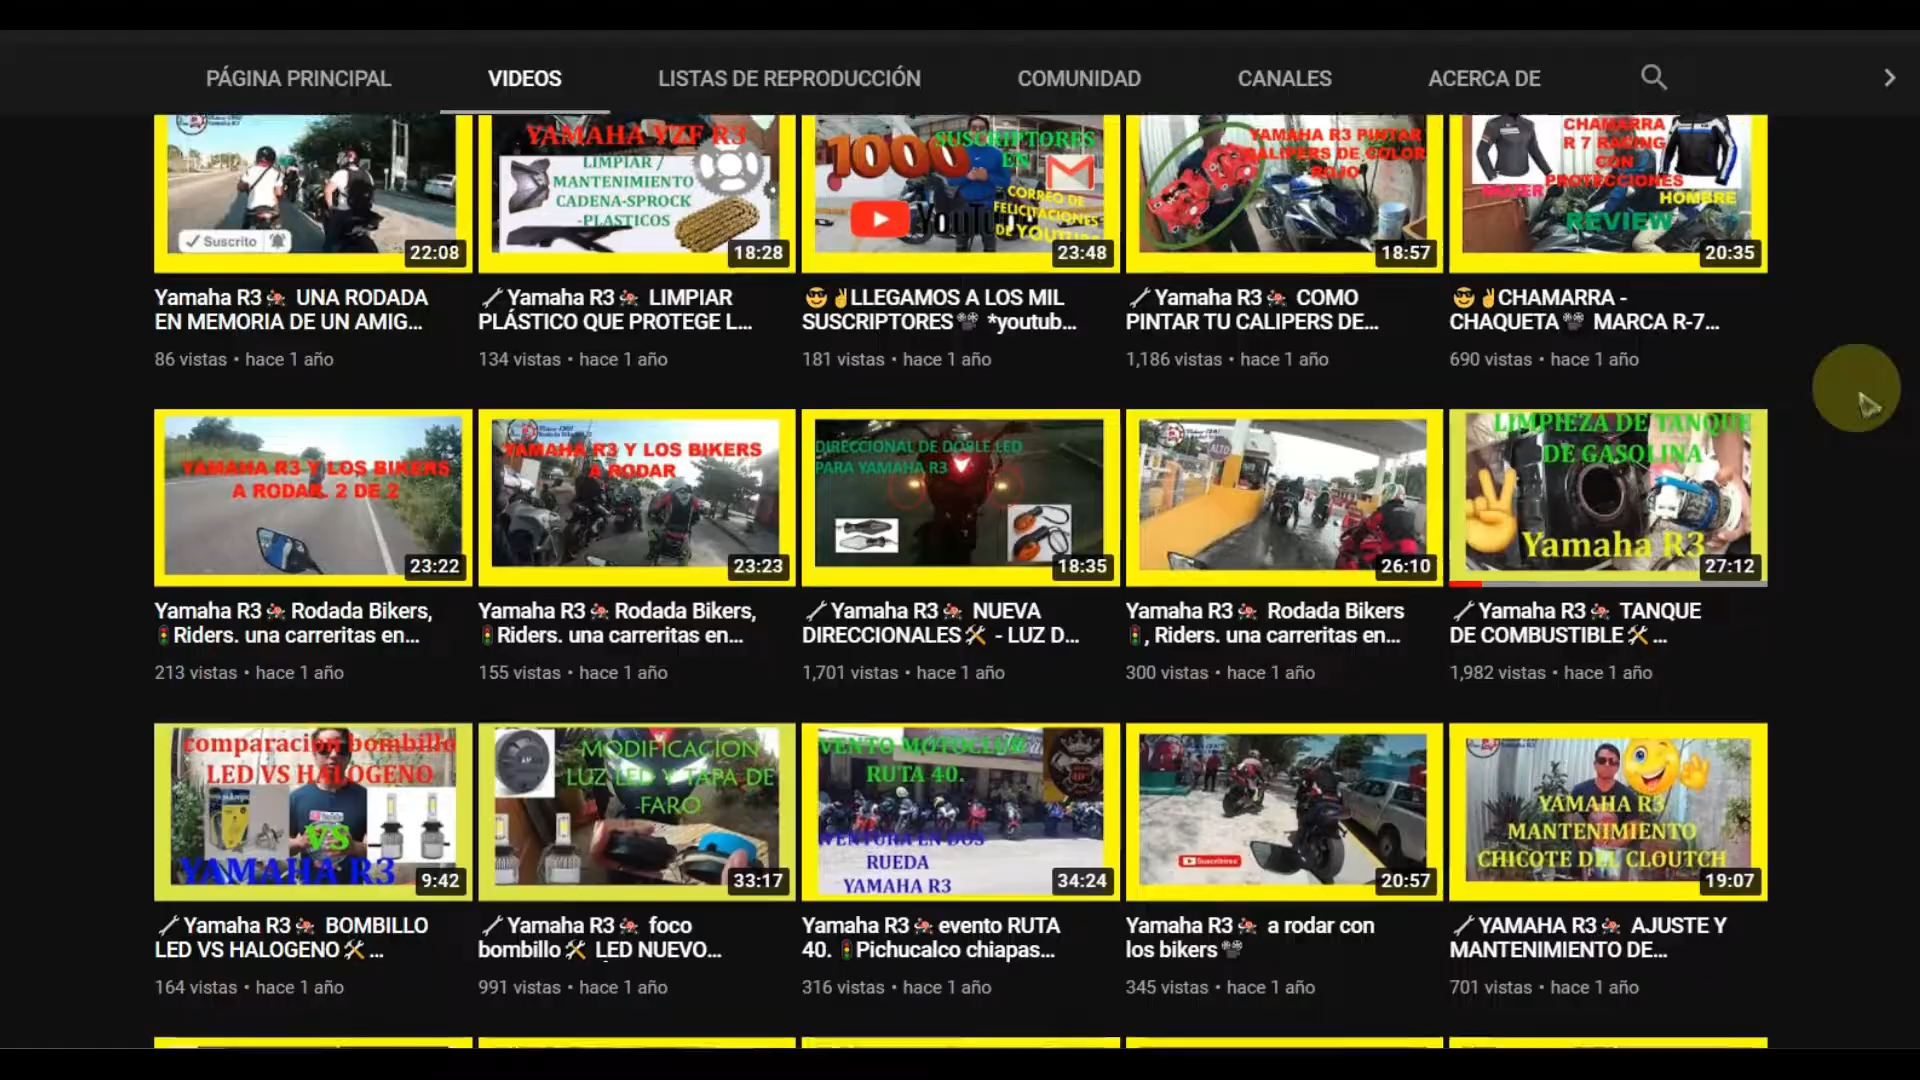 PÁGINA PRINCIPAL
VIDEOS
LISTAS DE REPRODUCCIÓN
COMUNIDAD
CANALES
ACERCA DE
Suscrito
22:08
YAMAHA YZF R3
LIMPIAR /
MANTENIMIENTO
CADENA-SPROCK
-PLASTICOS
18:28
1000
SUSCRIPTORES
EN
CORREO DE
FELICITACIONES
23:48
YAMAHA R3 PINTAR
CALIPERS DE COLOR
ROJO
18:57
CHAMARRA
R 7 RACING
CON
PROTECCIONES
HOMBRE
REVIEW
20:35
Yamaha R3 UNA RODADA
EN MEMORIA DE UN AMIG...
86 vistas • hace 1 año
Yamaha R3 LIMPIAR
PLÁSTICO QUE PROTEGE L...
134 vistas • hace 1 año
😎✌LLEGAMOS A LOS MIL
SUSCRIPTORES📽 *youtub...
181 vistas • hace 1 año
Yamaha R3 COMO
PINTAR TU CALIPERS DE...
1,186 vistas • hace 1 año
😎✌CHAMARRA -
CHAQUETA📽 MARCA R-7...
690 vistas • hace 1 año
YAMAHA R3 Y LOS BIKERS
A RODAR. 2 DE 2
23:22
YAMAHA R3 Y LOS BIKERS
A RODAR
23:23
DIRECCIONAL DE DOBLE LED
PARA YAMAHA R3
18:35
ALTO
26:10
LIMPIEZA DE TANQUE
DE GASOLINA
Yamaha R3
27:12
Yamaha R3 Rodada Bikers,
🚦Riders. una carreritas en...
213 vistas • hace 1 año
Yamaha R3 Rodada Bikers,
🚦Riders. una carreritas en...
155 vistas • hace 1 año
Yamaha R3 NUEVA
DIRECCIONALES🛠 - LUZ D...
1,701 vistas • hace 1 año
Yamaha R3 Rodada Bikers
🚦, Riders. una carreritas en...
300 vistas • hace 1 año
Yamaha R3 TANQUE
DE COMBUSTIBLE🛠 ...
1,982 vistas • hace 1 año
comparacion bombillo
LED VS HALOGENO
VS
YAMAHA R3
9:42
MODIFICACION
LUZ LED Y TAPA DE
FARO
33:17
VENTO MOTOCLUB
RUTA 40.
VENTURA EN DOS
RUEDA
YAMAHA R3
34:24
Suscribirse
20:57
YAMAHA R3
MANTENIMIENTO
CHICOTE DEL CLOUTCH
19:07
Yamaha R3 BOMBILLO
LED VS HALOGENO🛠 ...
164 vistas • hace 1 año
Yamaha R3 foco
bombillo🛠 LED NUEVO...
991 vistas • hace 1 año
Yamaha R3 evento RUTA
40. 🚦Pichucalco chiapas...
316 vistas • hace 1 año
Yamaha R3 a rodar con
los bikers📽
345 vistas • hace 1 año
YAMAHA R3 AJUSTE Y
MANTENIMIENTO DE...
701 vistas • hace 1 año